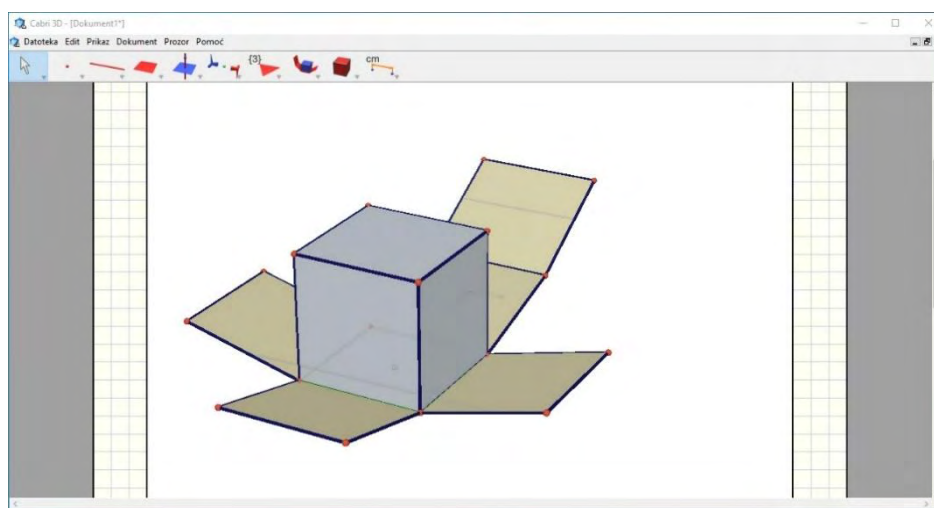 Cabri 3D - [Dokument1*]
Datoteka Edit Prikaz Dokument Prozor Pomoć
{3} cm